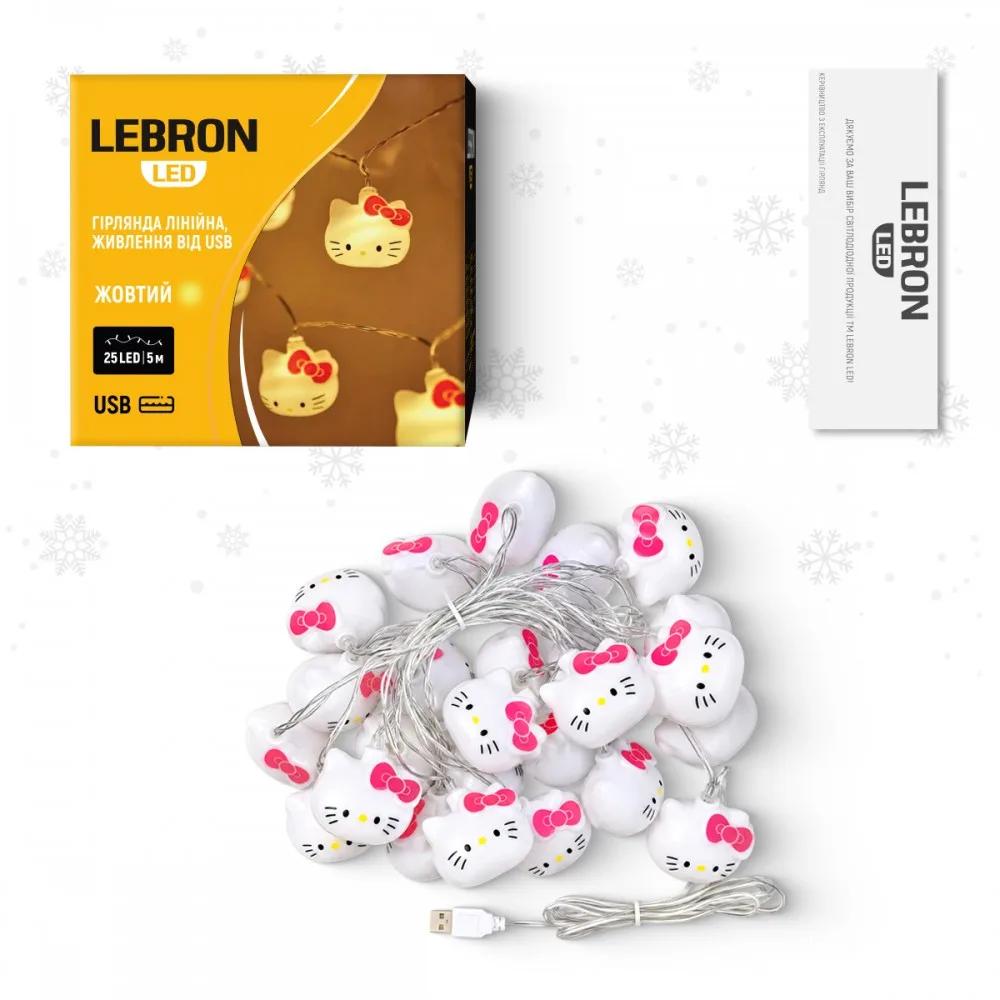 LEBRON
LED
ГІРЛЯНДА ЛІНІЙНА,
ЖИВЛЕННЯ ВІД USB
ЖОВТИЙ
25 LED | 5 м
USB
LEBRON
LED
ДЯКУЄМО ЗА ВАШ ВИБІР СВІТЛОДІОДНОЇ ПРОДУКЦІЇ ТМ LEBRON LED!
КЕРІВНИЦТВО З ЕКСПЛУАТАЦІЇ ГІРЛЯНД